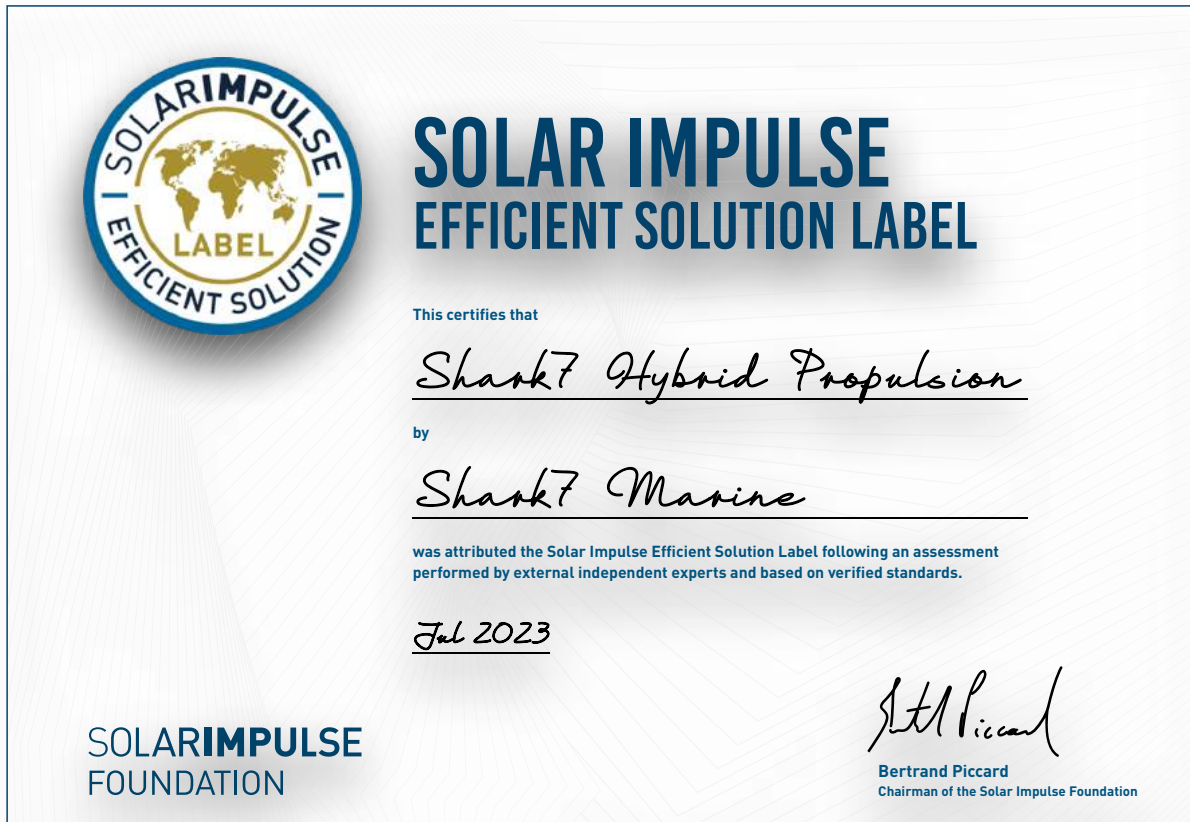 SOLARIMPULSE
EFFICIENT SOLUTION
LABEL
SOLAR IMPULSE
EFFICIENT SOLUTION LABEL
This certifies that
Shark7 Hybrid Propulsion
by
Shark7 Marine
was attributed the Solar Impulse Efficient Solution Label following an assessment
performed by external independent experts and based on verified standards.
Jul 2023
SOLARIMPULSE
FOUNDATION
Bertrand Piccard
Chairman of the Solar Impulse Foundation